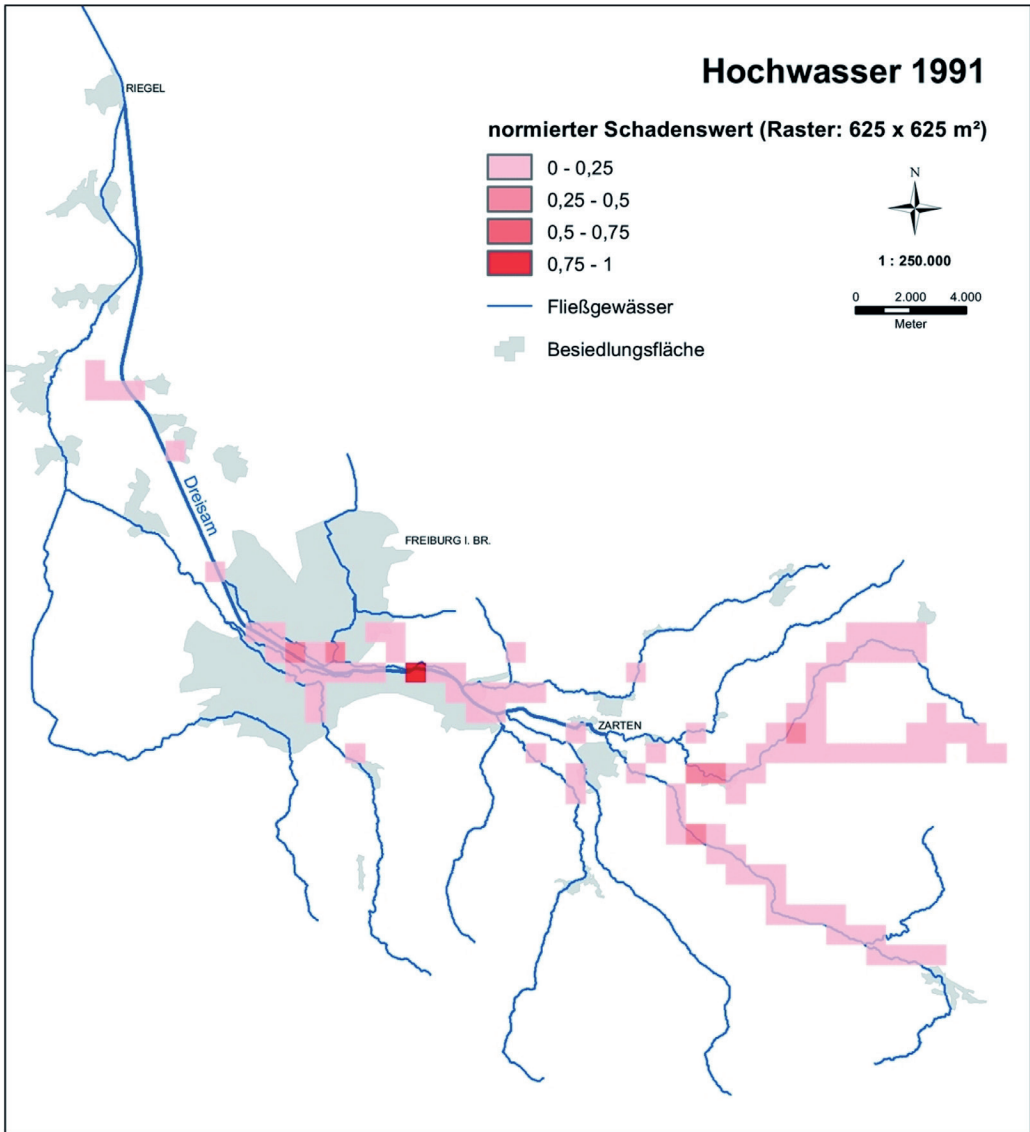 Hochwasser 1991
RIEGEL
normierter Schadenswert (Raster: 625 x 625 m²)
0 - 0,25
0,25 - 0,5
0,5 - 0,75
0,75 - 1
Fließgewässer
Besiedlungsfläche
N
1 : 250.000
0 2.000 4.000
Meter
Dreisam
FREIBURG I. BR.
ZARTEN